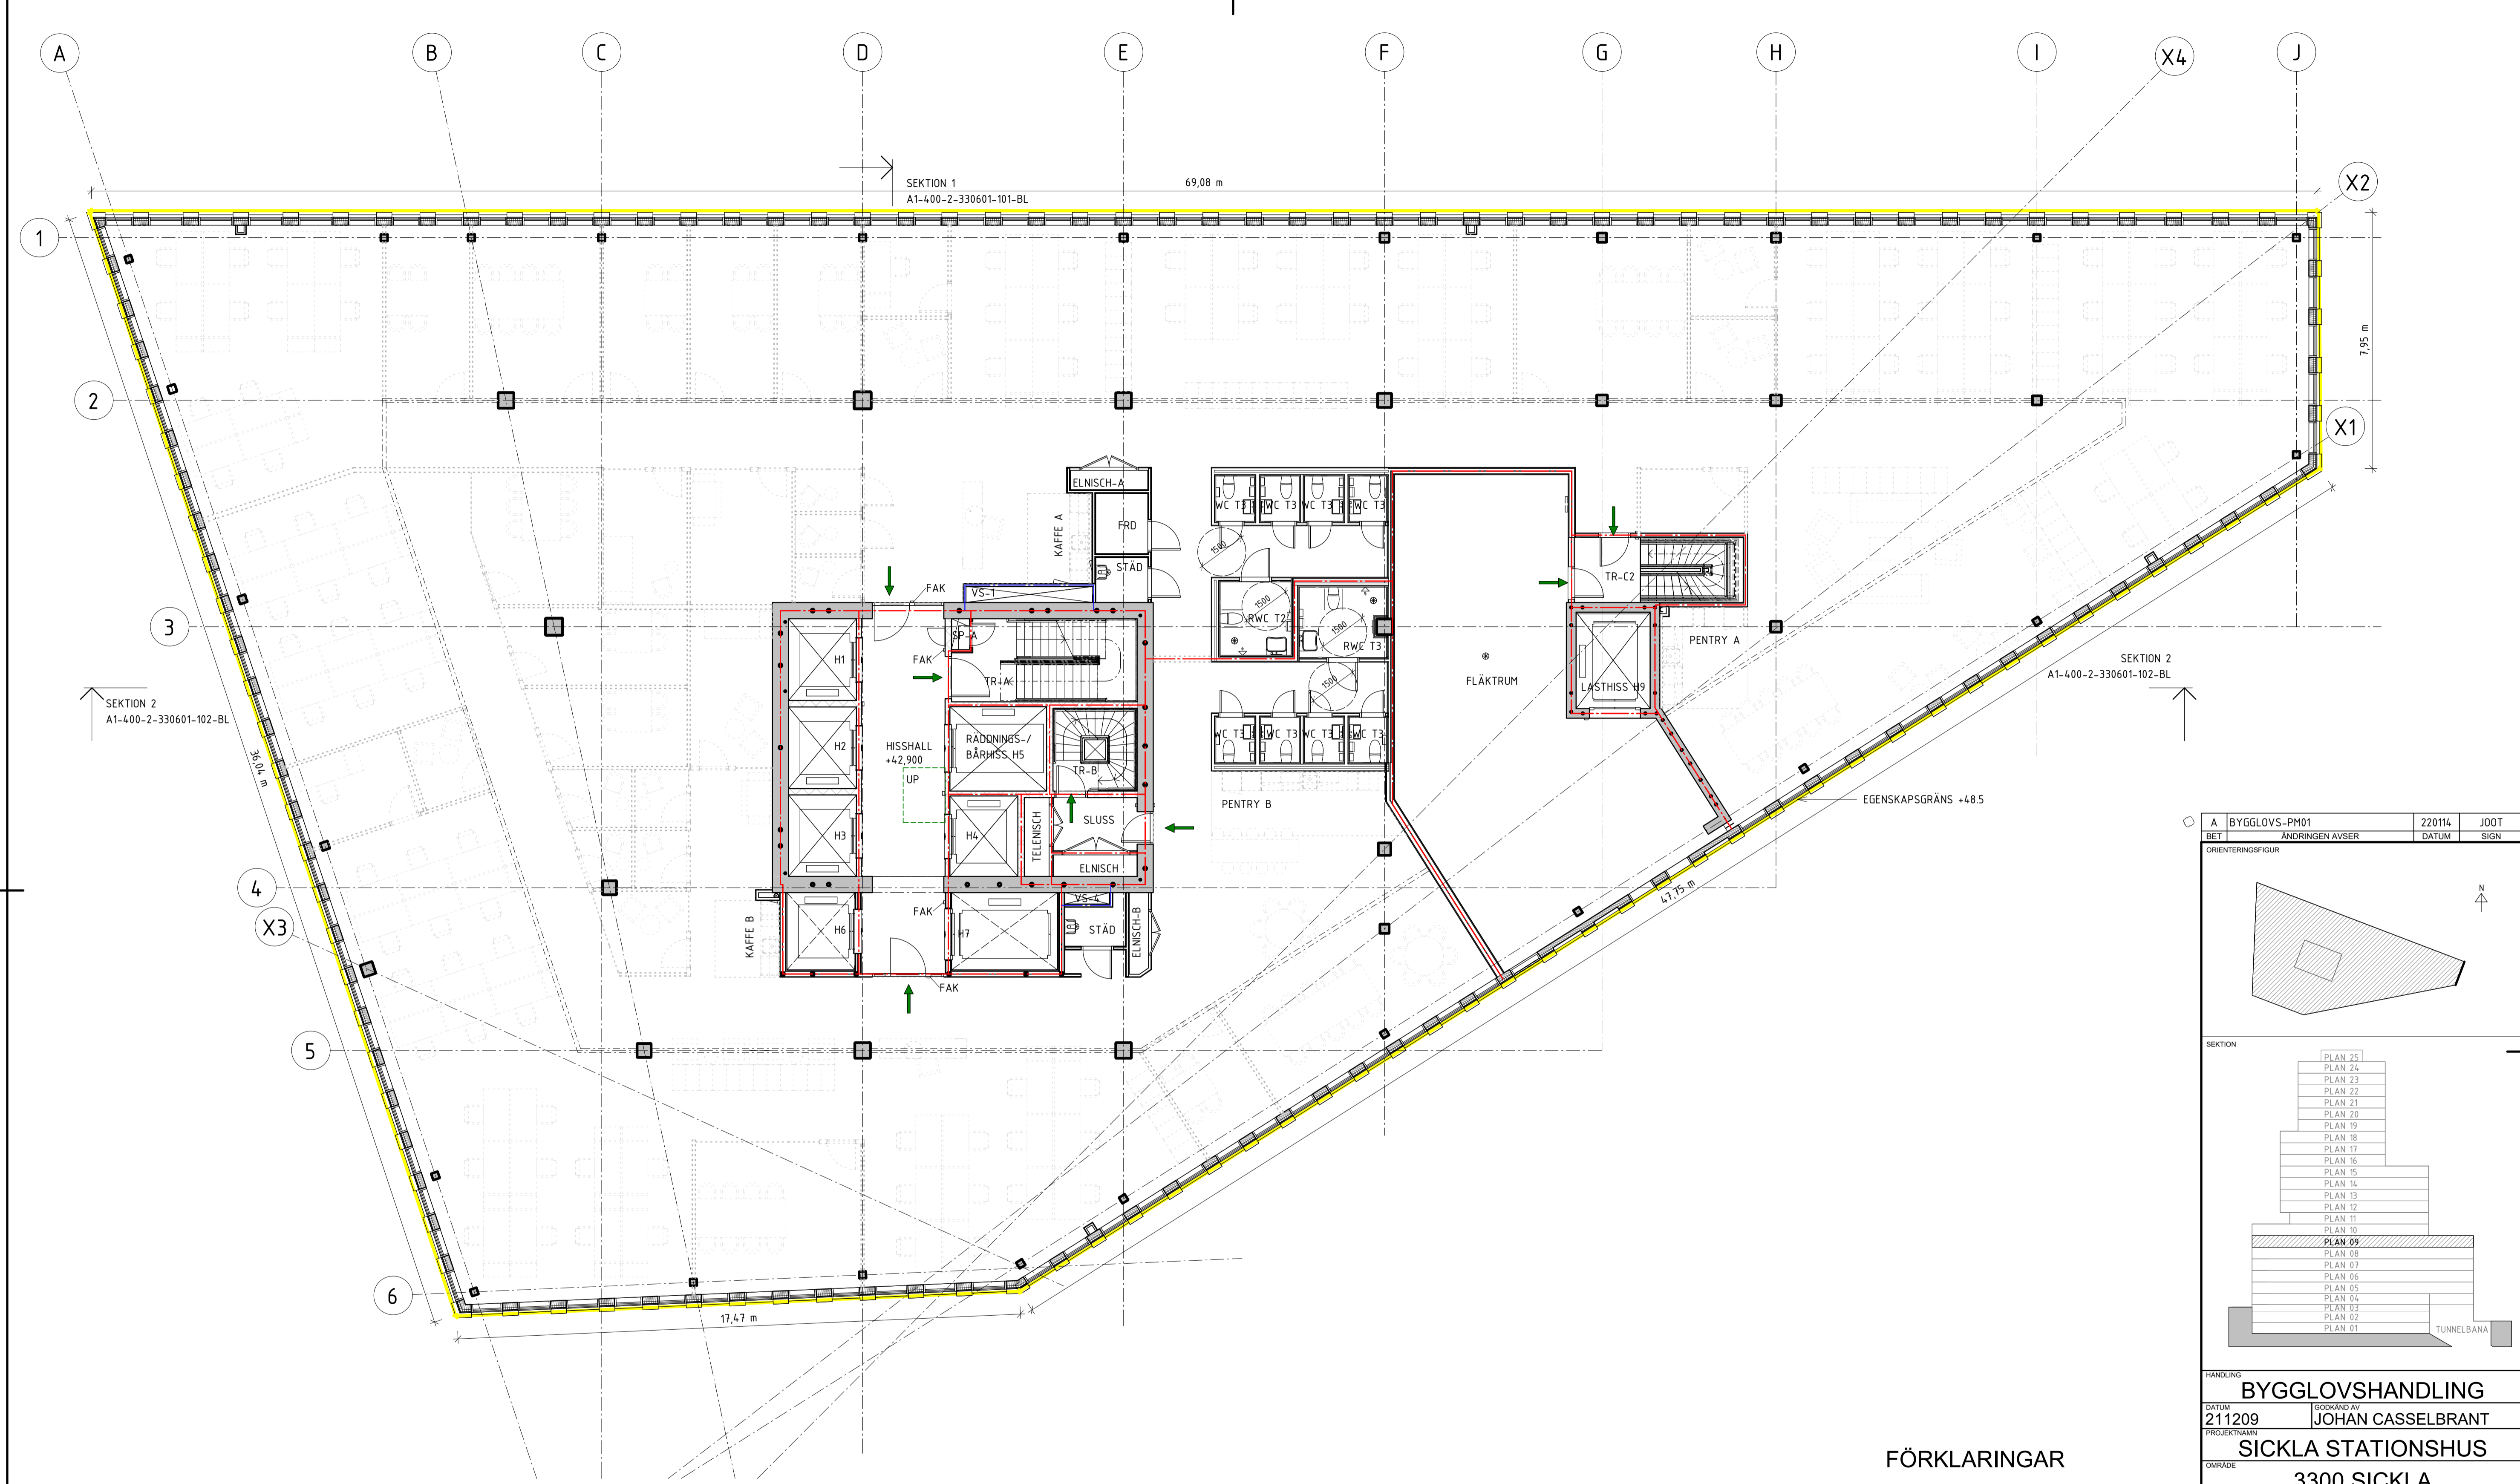 A
B
C
D
E
F
G
H
I
X4
J
SEKTION 1
A1-400-2-330601-101-BL
69,08 m
X2
1
7,95 m
2
X1
ELNISCH-A
KAFFE A
FRD
STÄD
WC T3
WC T3
WC T3
WC T3
1500
TR-C2
FAK
VS-1
3
SP-A
1500
RWC T2
1500
RWC T3
PENTRY A
H1
FAK
TR-A
FLÄKTRUM
LASTHISS H9
SEKTION 2
A1-400-2-330601-102-BL
SEKTION 2
A1-400-2-330601-102-BL
1500
36,04 m
H2
HISSHALL
+42,900
UP
RÄDDNINGS-/
BÅRHISS H5
TR-B
WC T3
WC T3
WC T3
WC T3
PENTRY B
EGENSKAPSGRÄNS +48.5
H3
H4
TELENISCH
SLUSS
ELNISCH
4
X3
KAFFE B
H6
FAK
H7
VS-4
STÄD
ELNISCH-B
47,75 m
FAK
5
6
17,47 m
A BYGGLOVS-PM01 220114 JOOT
BET ÄNDRINGEN AVSER DATUM SIGN
ORIENTERINGSFIGUR
N
SEKTION
PLAN 25
PLAN 24
PLAN 23
PLAN 22
PLAN 21
PLAN 20
PLAN 19
PLAN 18
PLAN 17
PLAN 16
PLAN 15
PLAN 14
PLAN 13
PLAN 12
PLAN 11
PLAN 10
PLAN 09
PLAN 08
PLAN 07
PLAN 06
PLAN 05
PLAN 04
PLAN 03
PLAN 02
PLAN 01
TUNNELBANA
HANDLING
BYGGLOVSHANDLING
DATUM GODKÄND AV
211209 JOHAN CASSELBRANT
PROJEKTNAMN
SICKLA STATIONSHUS
OMRÅDE
3300 SICKLA
FÖRKLARINGAR